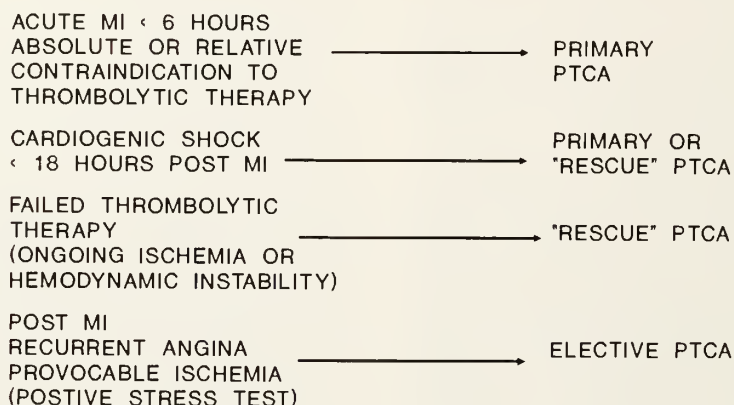 ACUTE MI < 6 HOURS
ABSOLUTE OR RELATIVE
CONTRAINDICATION TO
THROMBOLYTIC THERAPY
PRIMARY
PTCA
CARDIOGENIC SHOCK
< 18 HOURS POST MI
PRIMARY OR
"RESCUE" PTCA
FAILED THROMBOLYTIC
THERAPY
(ONGOING ISCHEMIA OR
HEMODYNAMIC INSTABILITY)
"RESCUE" PTCA
POST MI
RECURRENT ANGINA
PROVOCABLE ISCHEMIA
(POSTIVE STRESS TEST)
ELECTIVE PTCA